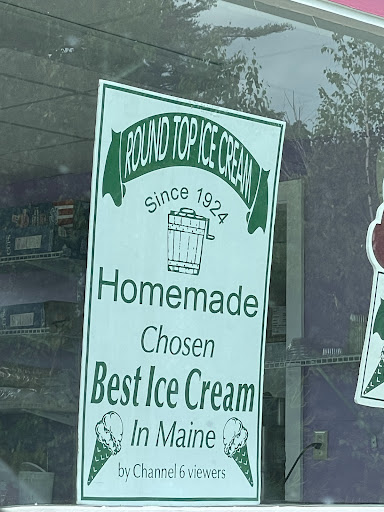 ROUND TOP ICE CREAM
Since 1924
Homemade
Chosen
Best Ice Cream
In Maine
by Channel 6 viewers